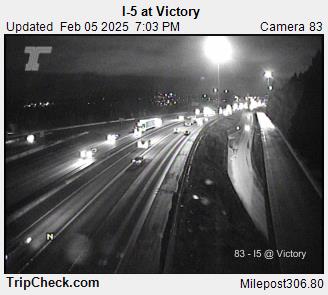 I-5 at Victory
Updated  Feb 05 2025  7:03 PM
Camera 83
N
83 - I5 @ Victory
TripCheck.com
Milepost306.80